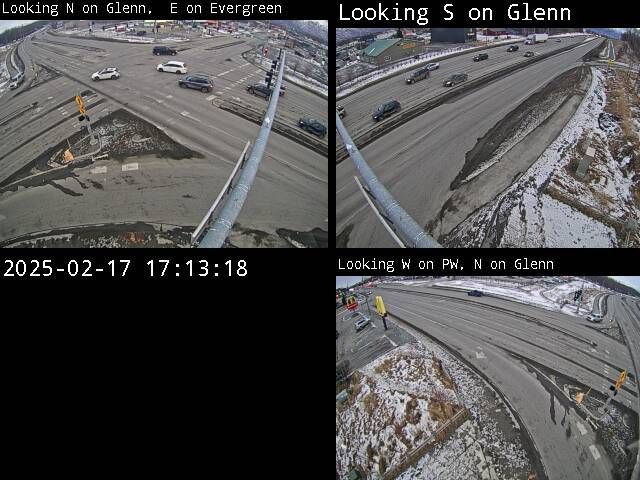 Looking N on Glenn,  E on Evergreen
Looking S on Glenn
2025-02-17 17:13:18
Looking W on PW, N on Glenn